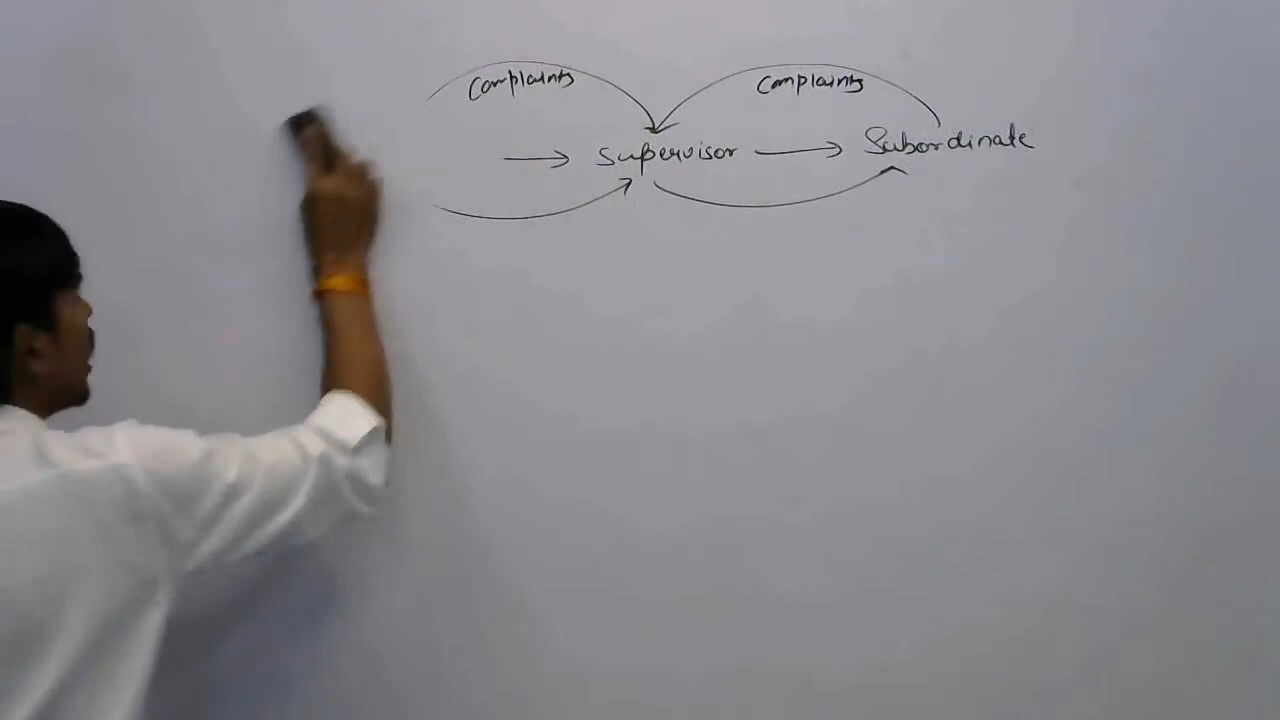 Complaints Complaints
→ Supervisor → Subordinate